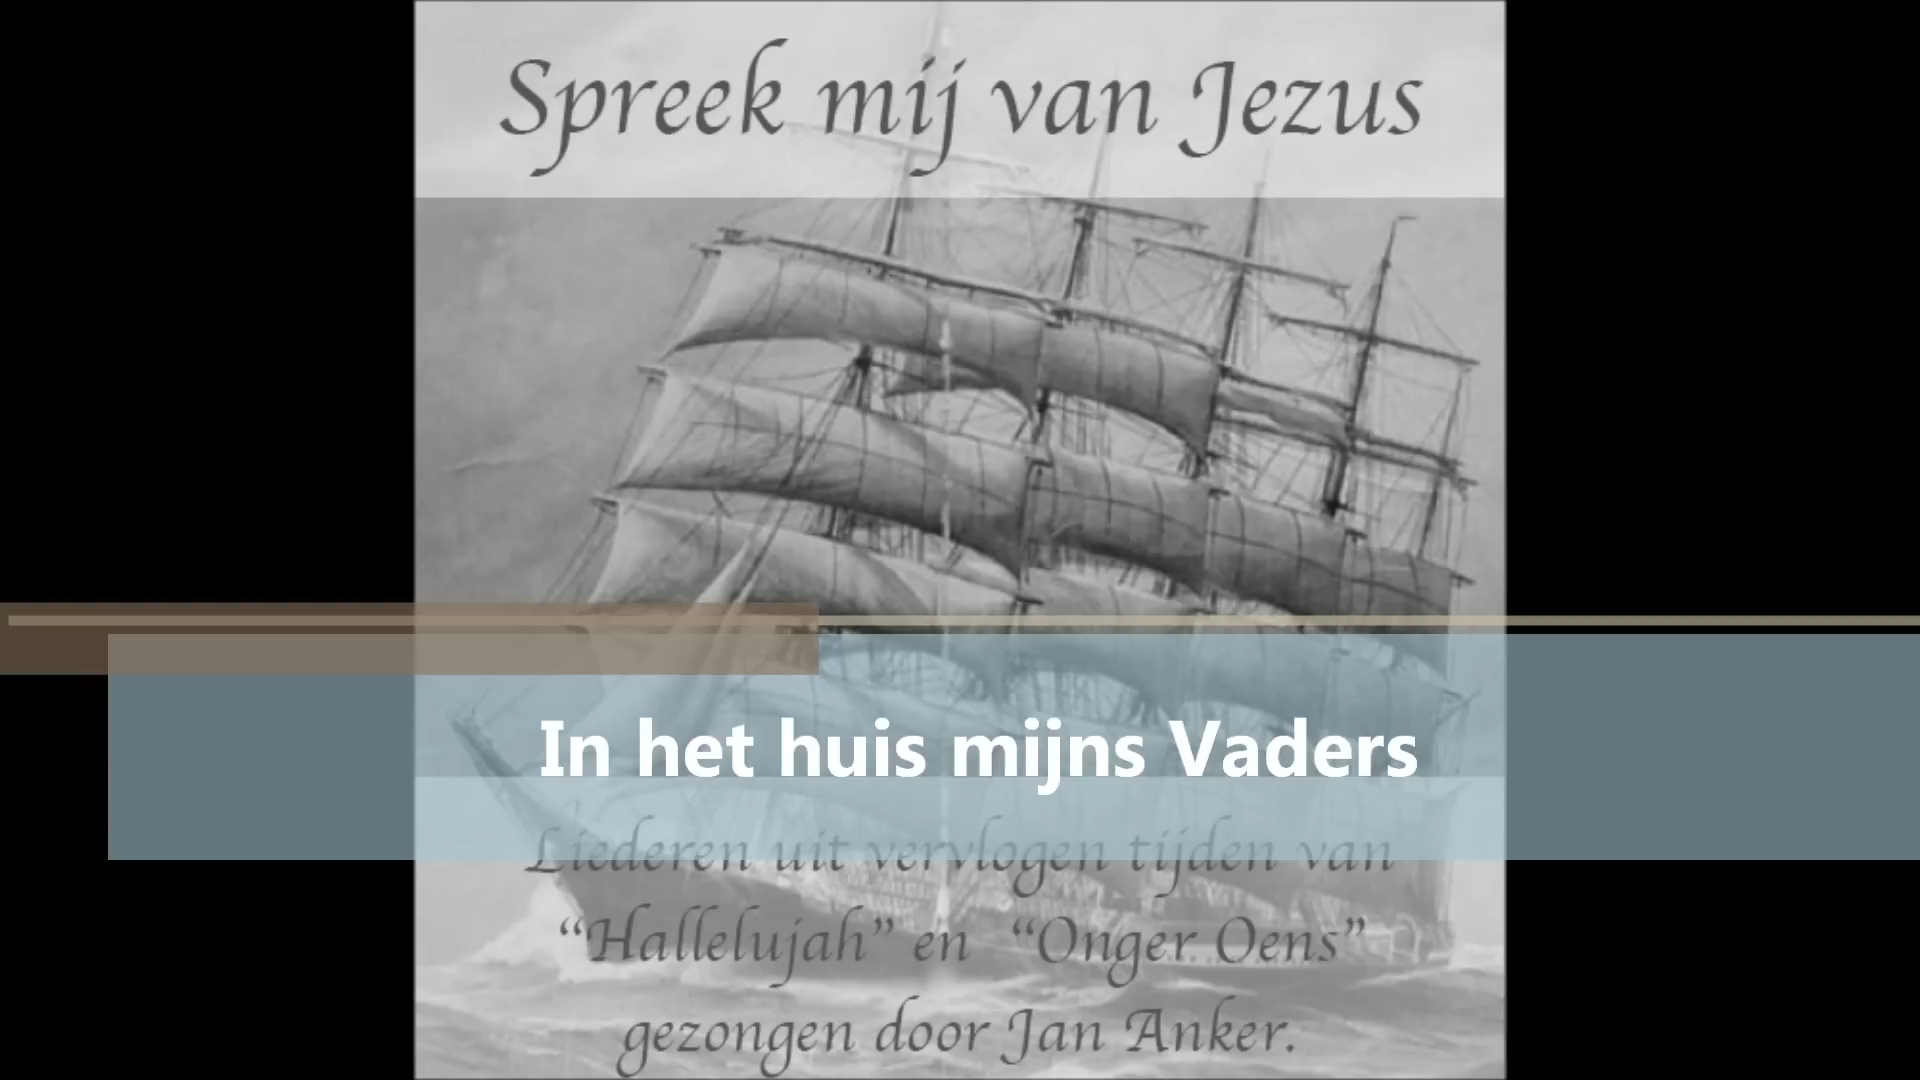 Spreek mij van Jezus
In het huis mijns Vaders
Liederen uit vervlogen tijden van
“Hallelujah” en “Onger Oens”
gezongen door Jan Anker.